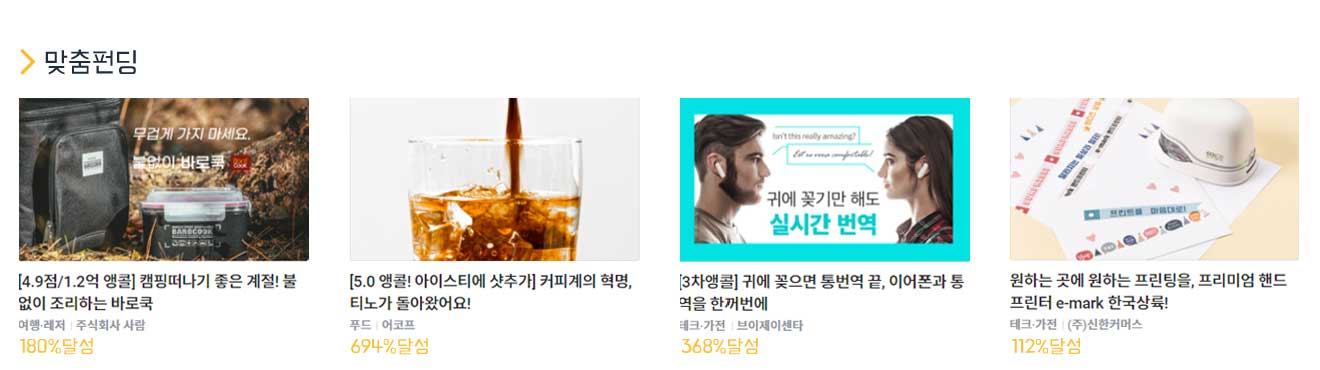 맞춤펀딩
무겁게 가지 마세요.
불없이 바로쿡
BAROCOOK
[4.9점/1.2억 앵콜] 캠핑떠나기 좋은 계절! 불
없이 조리하는 바로쿡
여행·레저 | 주식회사 사람
180%달성
[5.0 앵콜! 아이스티에 샷추가] 커피계의 혁명,
티노가 돌아왔어요!
푸드 | 어코프
694%달성
Isn't this really amazing?
귀에 꽂기만 해도
실시간 번역
[3차앵콜] 귀에 꽂으면 통번역 끝, 이어폰과 통
역을 한꺼번에
테크·가전 | 브이제이센타
368%달성
프린트를 마음대로!
원하는 곳에 원하는 프린팅을, 프리미엄 핸드
프린터 e-mark 한국상륙!
테크·가전 | (주)신한커머스
112%달성